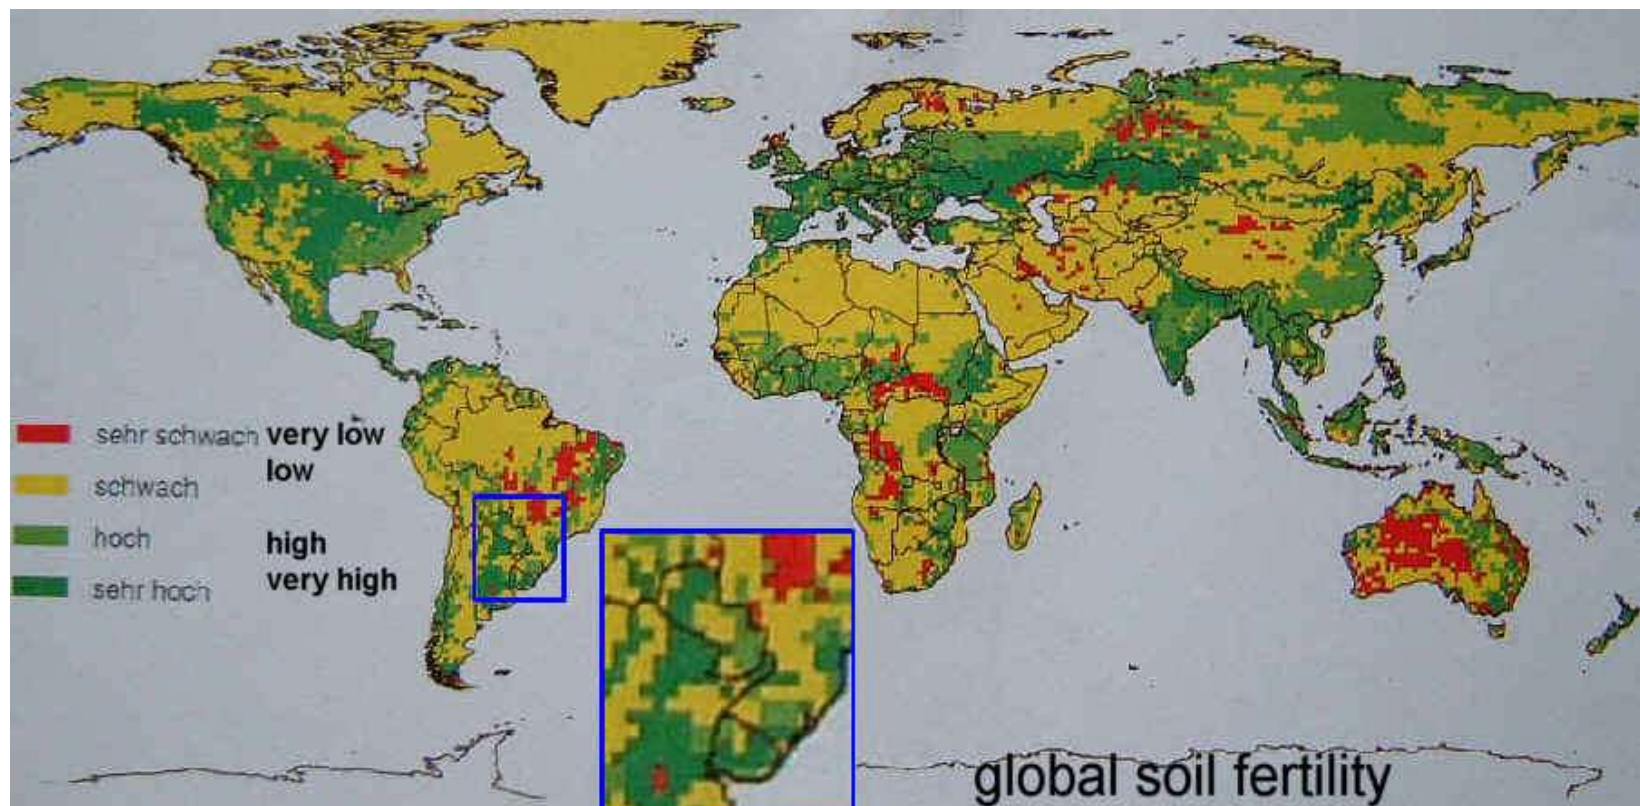 sehr schwach very low
low
schwach
hoch
high
very high
sehr hoch
global soil fertility